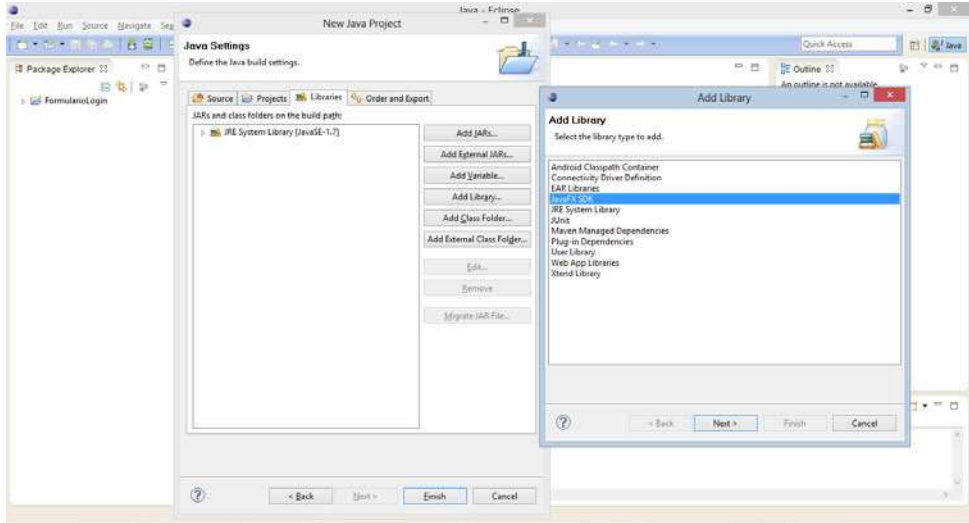 Java - Eclipse
File Edit Run Source Navigate
New Java Project
Quick Access
Java
Package Explorer
FormularioLogin
Outline
An outline is not available.
Java Settings
Define the Java build settings.
Source Projects Libraries Order and Export
JARs and class folders on the build path:
JRE System Library [JavaSE-1.7]
Add JARs...
Add External JARs...
Add Variable...
Add Library...
Add Class Folder...
Add External Class Folder...
Edit...
Remove
Migrate JAR File...
< Back
Next >
Finish
Cancel
Add Library
Add Library
Select the library type to add.
Android Classpath Container
Connectivity Driver Definition
EAR Libraries
JavaFX SDK
JRE System Library
JUnit
Maven Managed Dependencies
Plug-in Dependencies
User Library
Web App Libraries
Xtend Library
< Back
Next >
Finish
Cancel